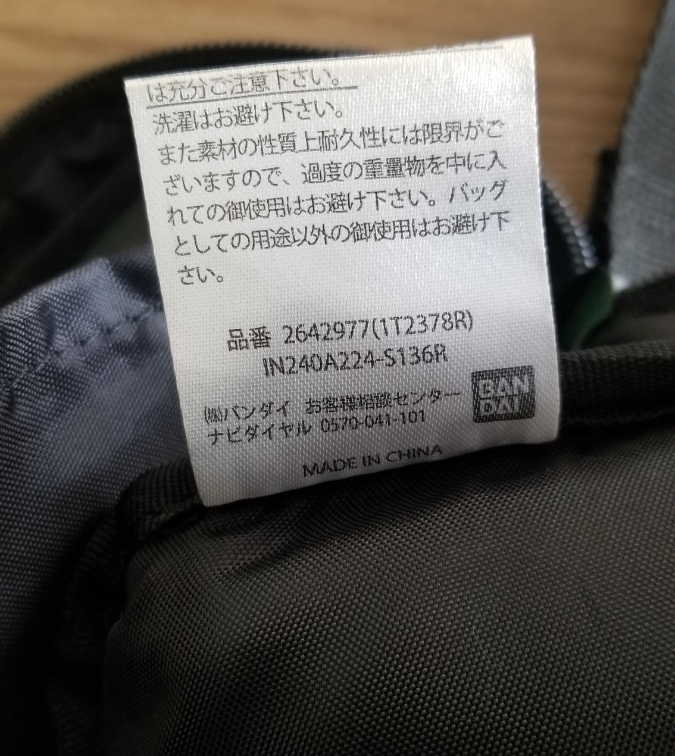 は充分ご注意下さい。
洗濯はお避け下さい。
また素材の性質上耐久性には限界がご
ざいますので、過度の重量物を中に入
れての御使用はお避け下さい。バッグ
としての用途以外の御使用はお避け下
さい。
品番 2642977(1T2378R)
IN240A224-S136R
㈱バンダイ お客様相談センター
ナビダイヤル 0570-041-101
BAN
DAI
MADE IN CHINA